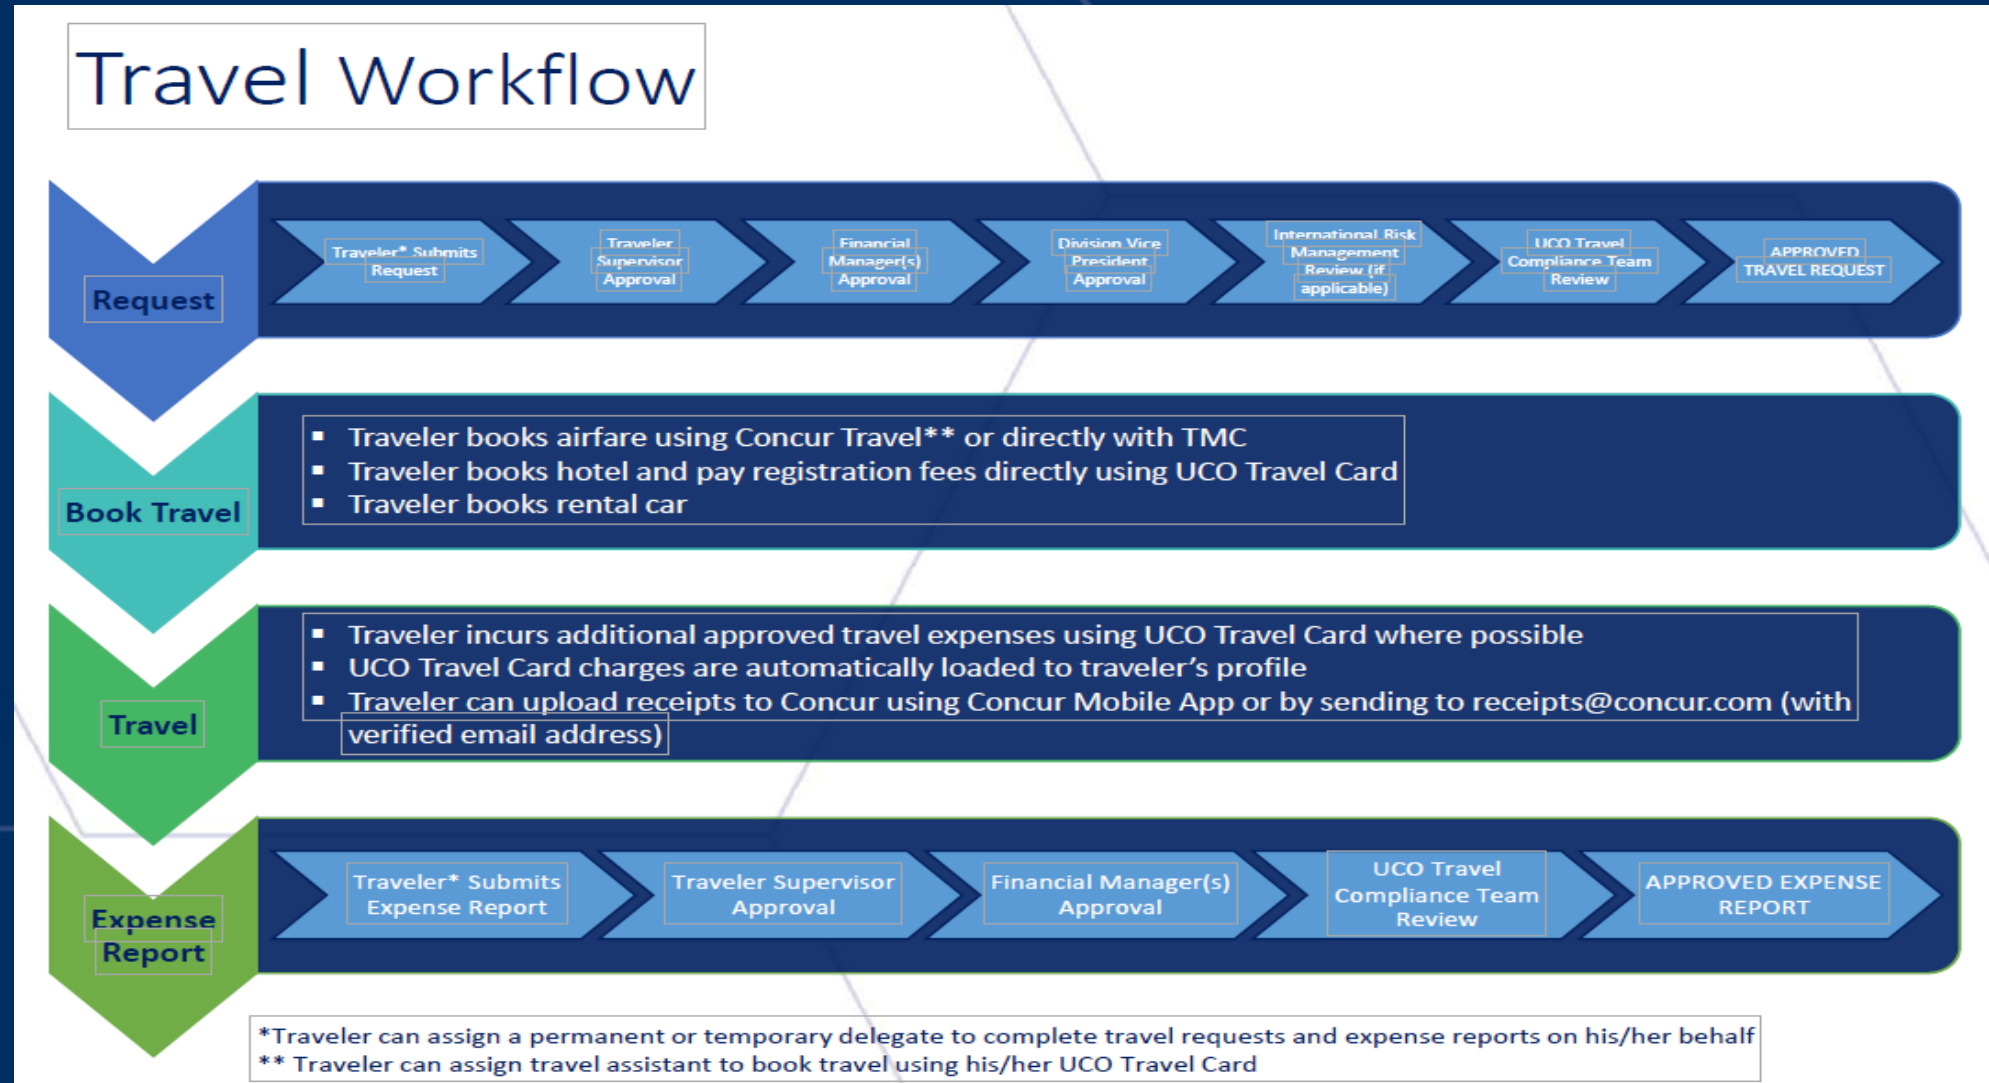 Travel Workflow
Request
Traveler* Submits
Request
Traveler
Supervisor
Approval
Financial
Manager(s)
Approval
Division Vice
President
Approval
International Risk
Management
Review (if
applicable)
UCO Travel
Compliance Team
Review
APPROVED
TRAVEL REQUEST
Book Travel
▪ Traveler books airfare using Concur Travel** or directly with TMC
▪ Traveler books hotel and pay registration fees directly using UCO Travel Card
▪ Traveler books rental car
Travel
▪ Traveler incurs additional approved travel expenses using UCO Travel Card where possible
▪ UCO Travel Card charges are automatically loaded to traveler’s profile
▪ Traveler can upload receipts to Concur using Concur Mobile App or by sending to receipts@concur.com (with
verified email address)
Expense
Report
Traveler* Submits
Expense Report
Traveler Supervisor
Approval
Financial Manager(s)
Approval
UCO Travel
Compliance Team
Review
APPROVED EXPENSE
REPORT
*Traveler can assign a permanent or temporary delegate to complete travel requests and expense reports on his/her behalf
** Traveler can assign travel assistant to book travel using his/her UCO Travel Card